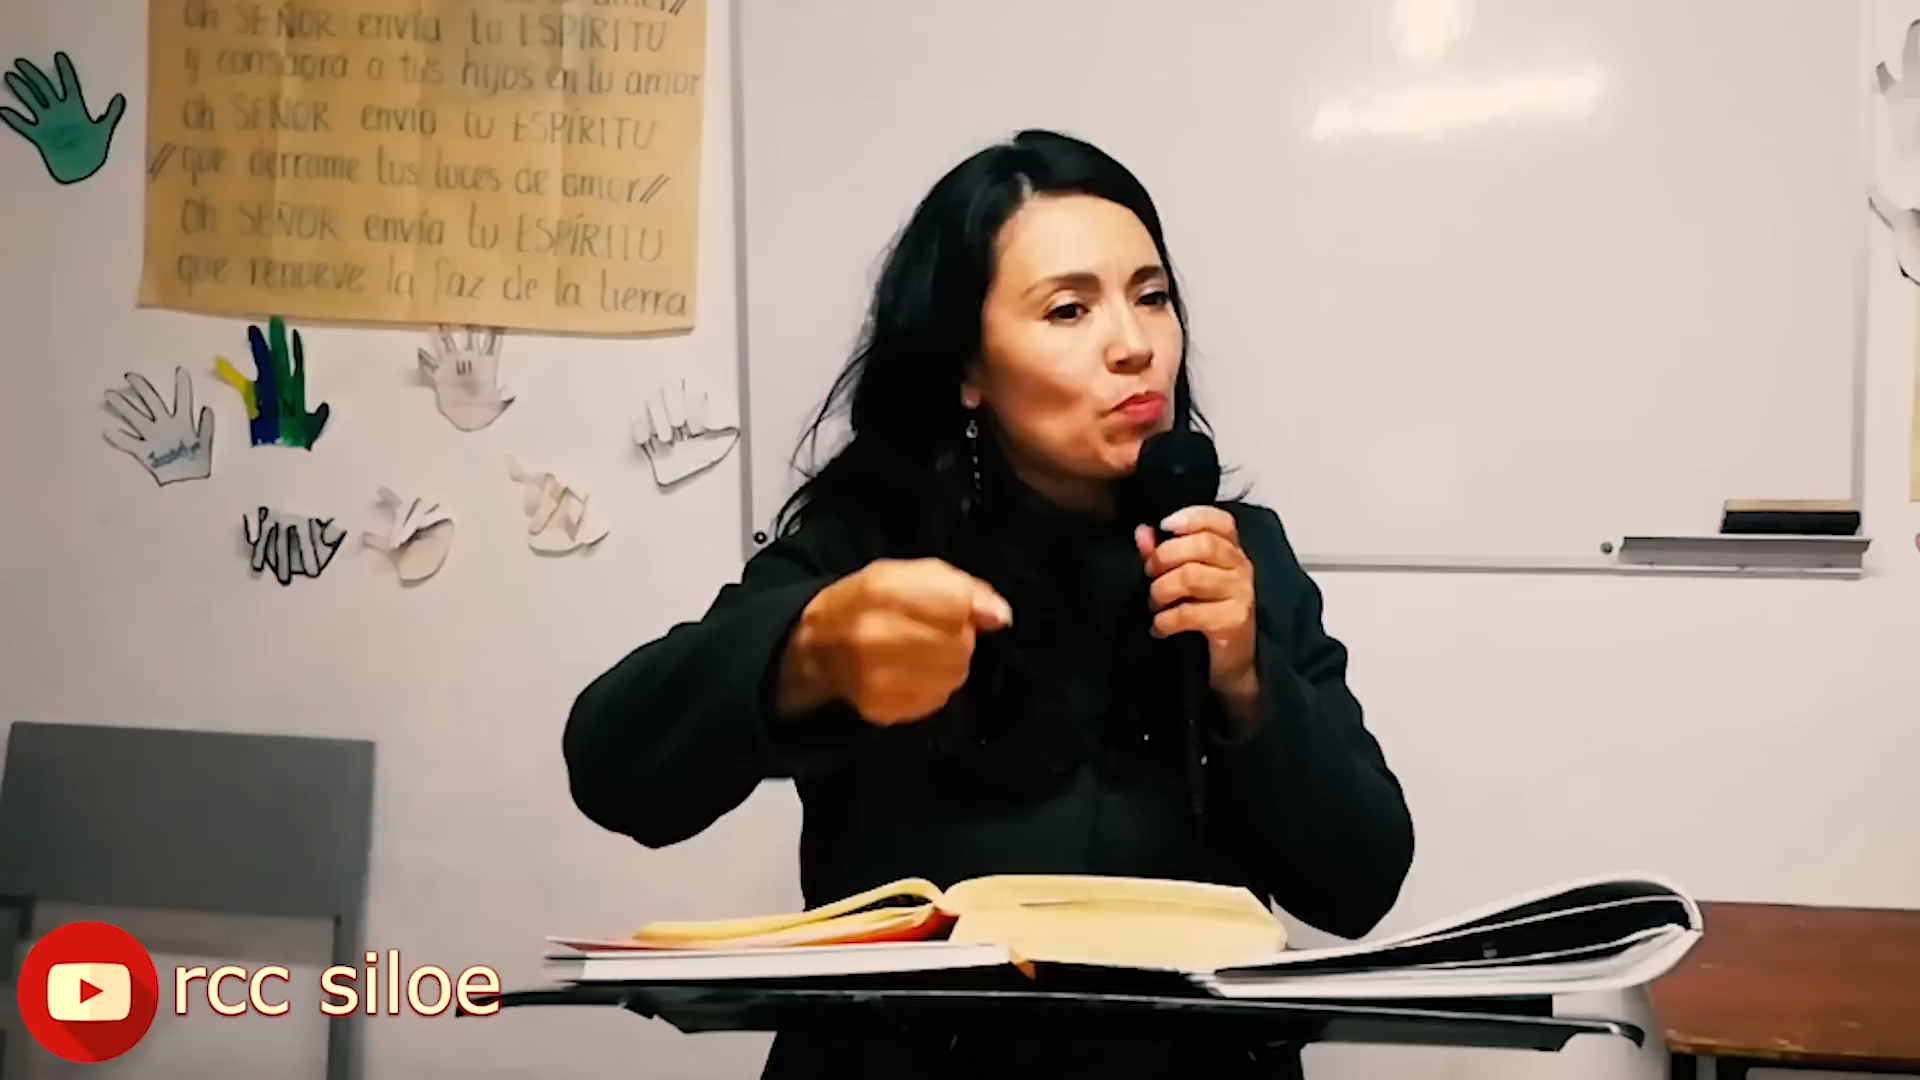 amor//
Oh SEÑOR envía tu ESPÍRITU
y consagra a tus hijos en tu amor
Oh SEÑOR envía tu ESPÍRITU
//que derrame tus luces de amor//
Oh SEÑOR envía tu ESPÍRITU
que renueve la faz de la tierra
rcc siloe